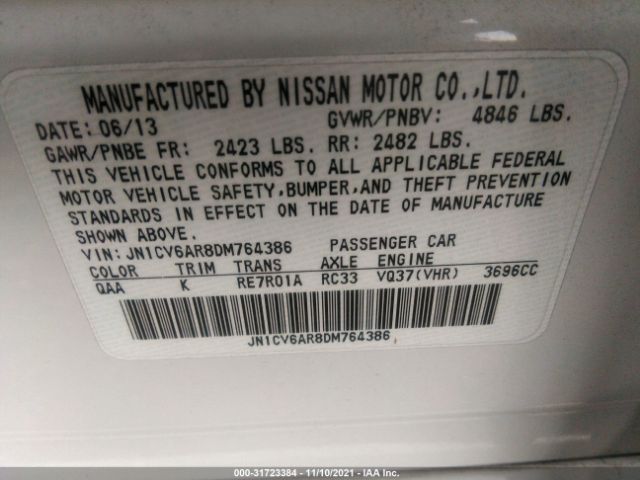 MANUFACTURED BY NISSAN MOTOR CO.,LTD.
DATE: 06/13 GVWR/PNBV: 4846 LBS.
GAWR/PNBE FR: 2423 LBS. RR: 2482 LBS.
THIS VEHICLE CONFORMS TO ALL APPLICABLE FEDERAL
MOTOR VEHICLE SAFETY,BUMPER,AND THEFT PREVENTION
STANDARDS IN EFFECT ON THE DATE OF MANUFACTURE
SHOWN ABOVE.
VIN: JN1CV6AR8DM764386 PASSENGER CAR
COLOR TRIM TRANS AXLE ENGINE
QAA K RE7R01A RC33 VQ37(VHR) 3696CC
JN1CV6AR8DM764386
000-31723384 — 11/10/2021 — IAA Inc.